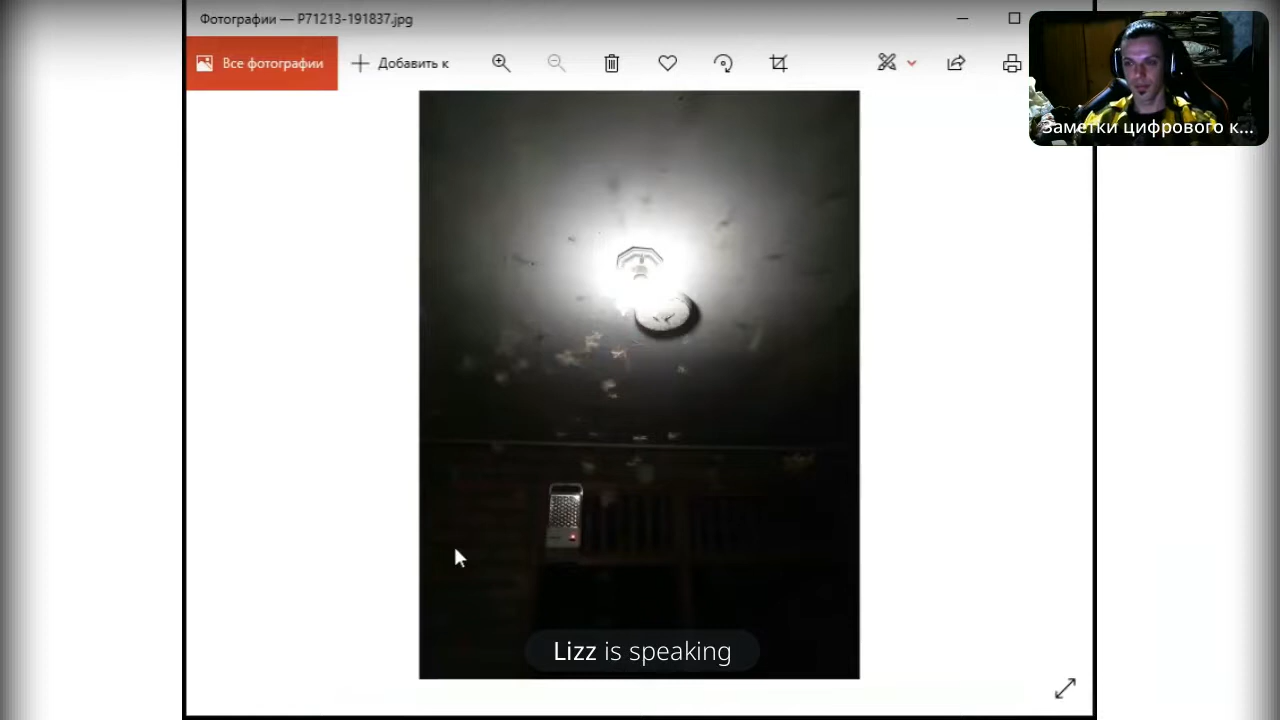 Фотографии — P71213-191837.jpg
Все фотографии
Добавить к
Заметки цифрового к...
Lizz is speaking